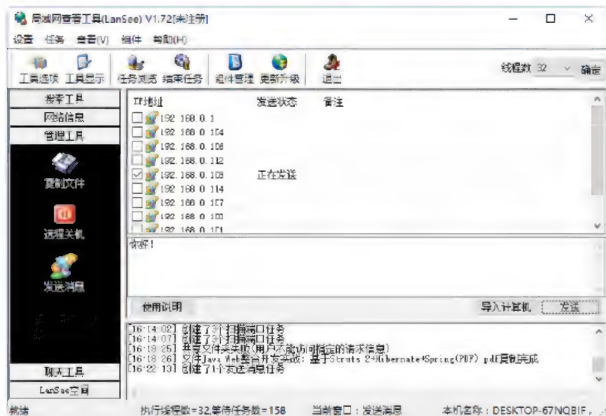 局域网查看工具(LanSee) V1.72[未注册]
设置 任务 查看(V) 组件 帮助(H)
工具选项 工具显示 任务浏览 结束任务 组件管理 更新升级 退出 线程数 32 确定
搜索工具
网络信息
管理工具
复制文件
远程关机
发送消息
聊天工具
LanSee空间
IP地址 发送状态 备注
192.168.0.1
192.168.0.104
192.168.0.106
192.168.0.112
192.168.0.103 正在发送
192.168.0.114
192.168.0.107
192.168.0.100
192.168.0.101
你好！
使用说明 导入计算机 发送
[16:14:02] 创建了3个扫描端口任务
[16:14:07] 创建了3个扫描端口任务
[16:18:25] 共享文件夹失败(用户不能访问指定的请求信息)
[16:18:26] 文件Java Web整合开发实战：基于Struts 2+Hibernate+Spring(PDF).pdf复制完成
[16:22:13] 创建了1个发送消息任务
就绪 执行线程数=32,等待任务数=158 当前窗口：发送消息 本机名称：DESKTOP-67NQBIF,